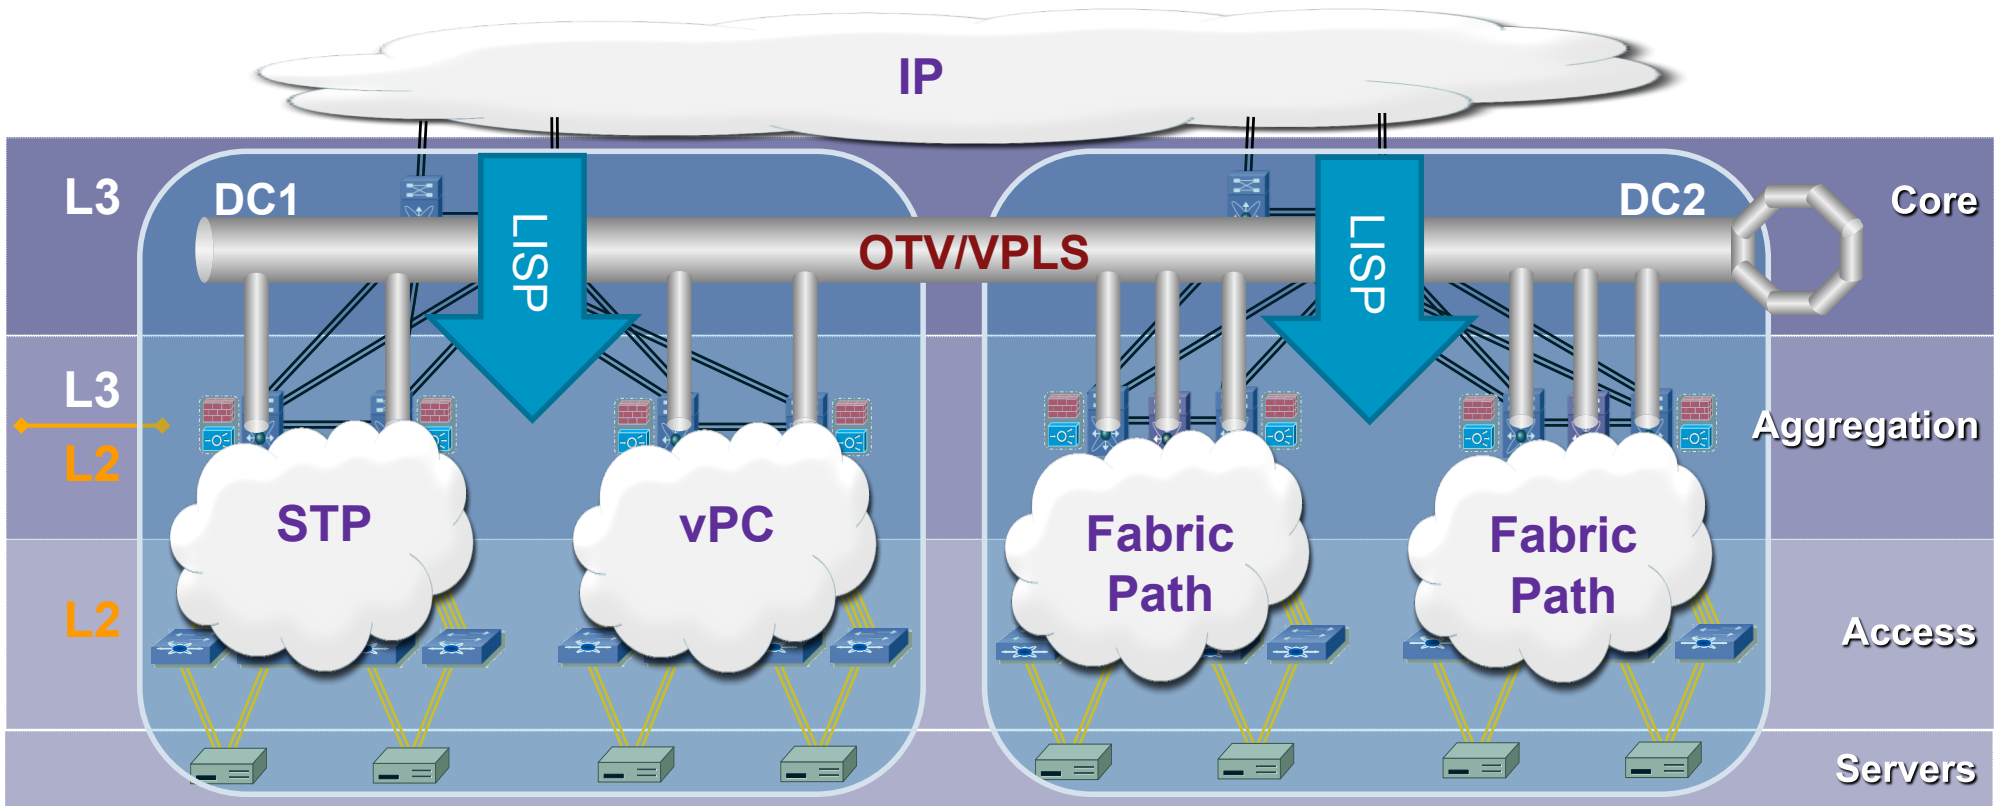 IP
L3
DC1
DC2
Core
LISP
OTV/VPLS
LISP
L3
Aggregation
L2
STP
vPC
Fabric
Path
Fabric
Path
L2
Access
Servers